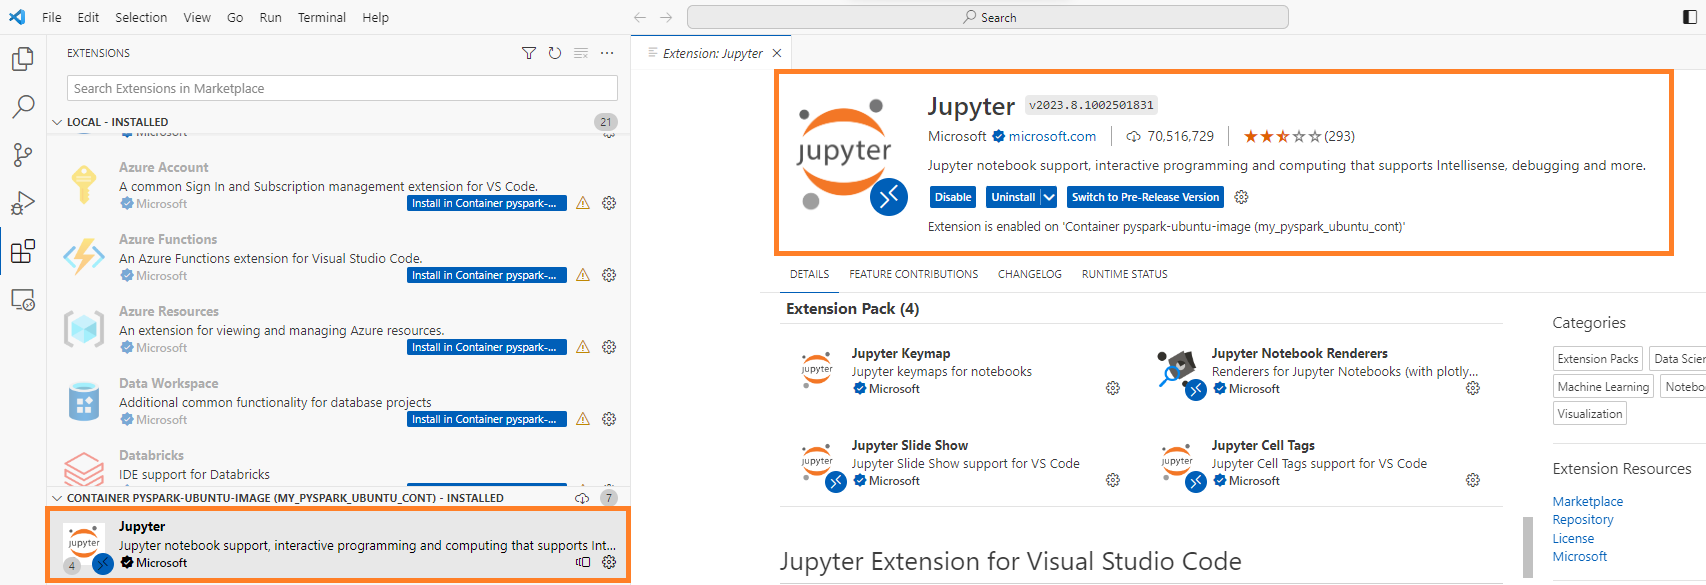 File Edit Selection View Go Run Terminal Help
Search
EXTENSIONS
Search Extensions in Marketplace
LOCAL - INSTALLED 21
Microsoft
Azure Account
A common Sign In and Subscription management extension for VS Code.
Microsoft Install in Container pyspark-...
Azure Functions
An Azure Functions extension for Visual Studio Code.
Microsoft Install in Container pyspark-...
Azure Resources
An extension for viewing and managing Azure resources.
Microsoft Install in Container pyspark-...
Data Workspace
Additional common functionality for database projects
Microsoft Install in Container pyspark-...
Databricks
IDE support for Databricks
CONTAINER PYSPARK-UBUNTU-IMAGE (MY_PYSPARK_UBUNTU_CONT) - INSTALLED 7
jupyter
4
Jupyter
Jupyter notebook support, interactive programming and computing that supports Int...
Microsoft
Extension: Jupyter
jupyter
Jupyter v2023.8.1002501831
Microsoft microsoft.com 70,516,729 (293)
Jupyter notebook support, interactive programming and computing that supports Intellisense, debugging and more.
Disable Uninstall Switch to Pre-Release Version
Extension is enabled on 'Container pyspark-ubuntu-image (my_pyspark_ubuntu_cont)'
DETAILS FEATURE CONTRIBUTIONS CHANGELOG RUNTIME STATUS
Extension Pack (4)
jupyter
Jupyter Keymap
Jupyter keymaps for notebooks
Microsoft
Jupyter Notebook Renderers
Renderers for Jupyter Notebooks (with plotly...
Microsoft
jupyter
Jupyter Slide Show
Jupyter Slide Show support for VS Code
Microsoft
jupyter
Jupyter Cell Tags
Jupyter Cell Tags support for VS Code
Microsoft
Jupyter Extension for Visual Studio Code
Categories
Extension Packs Data Scien
Machine Learning Notebo
Visualization
Extension Resources
Marketplace
Repository
License
Microsoft